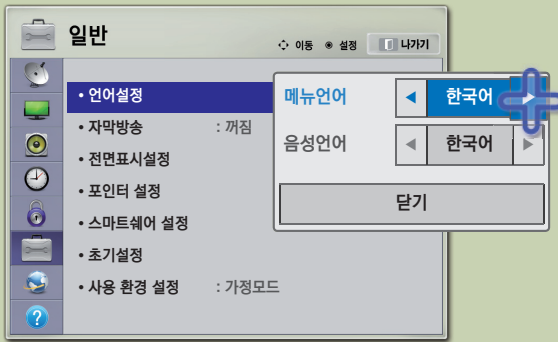 일반
이동 설정 나가기
• 언어설정
• 자막방송 : 꺼짐
• 전면표시설정
• 포인터 설정
• 스마트쉐어 설정
• 초기설정
• 사용 환경 설정 : 가정모드
메뉴언어 ◀ 한국어 ▶
음성언어 ◀ 한국어 ▶
닫기